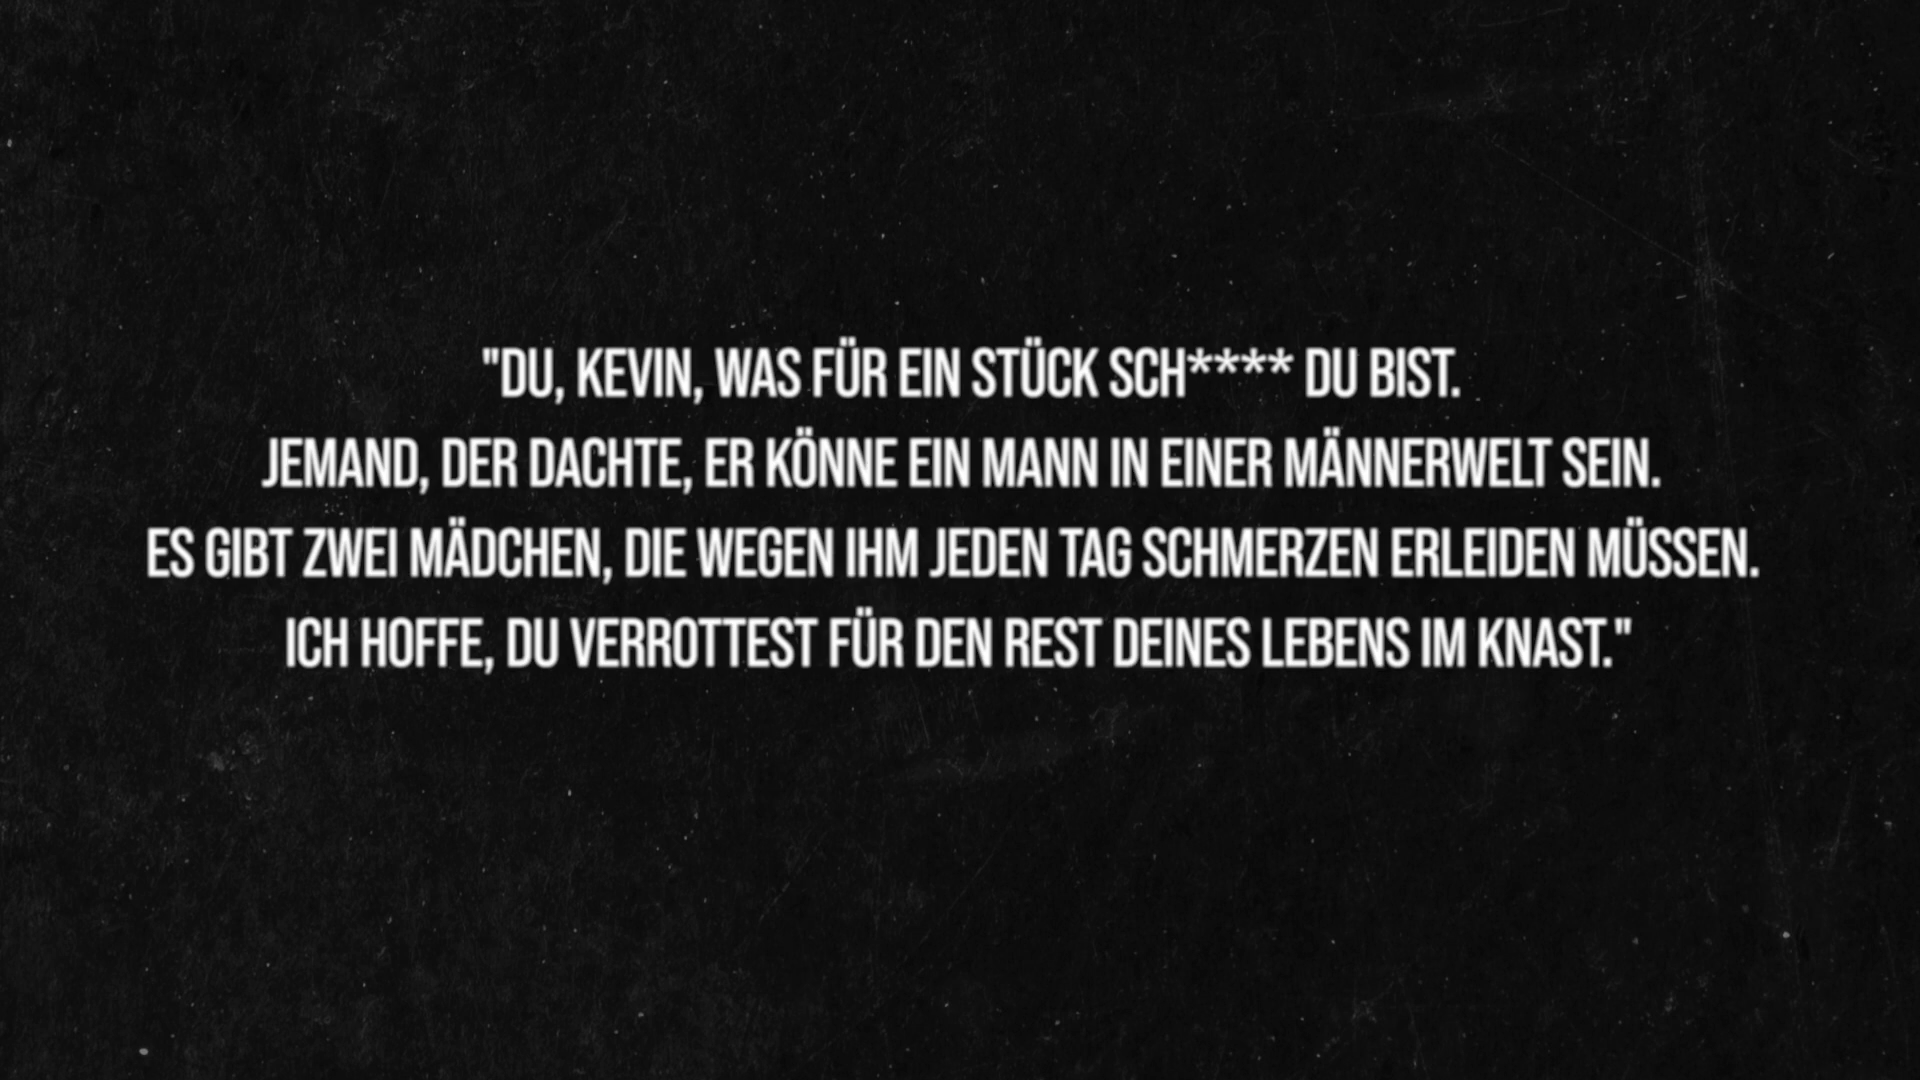 "DU, KEVIN, WAS FÜR EIN STÜCK SCH**** DU BIST.
JEMAND, DER DACHTE, ER KÖNNE EIN MANN IN EINER MÄNNERWELT SEIN.
ES GIBT ZWEI MÄDCHEN, DIE WEGEN IHM JEDEN TAG SCHMERZEN ERLEIDEN MÜSSEN.
ICH HOFFE, DU VERROTTEST FÜR DEN REST DEINES LEBENS IM KNAST."